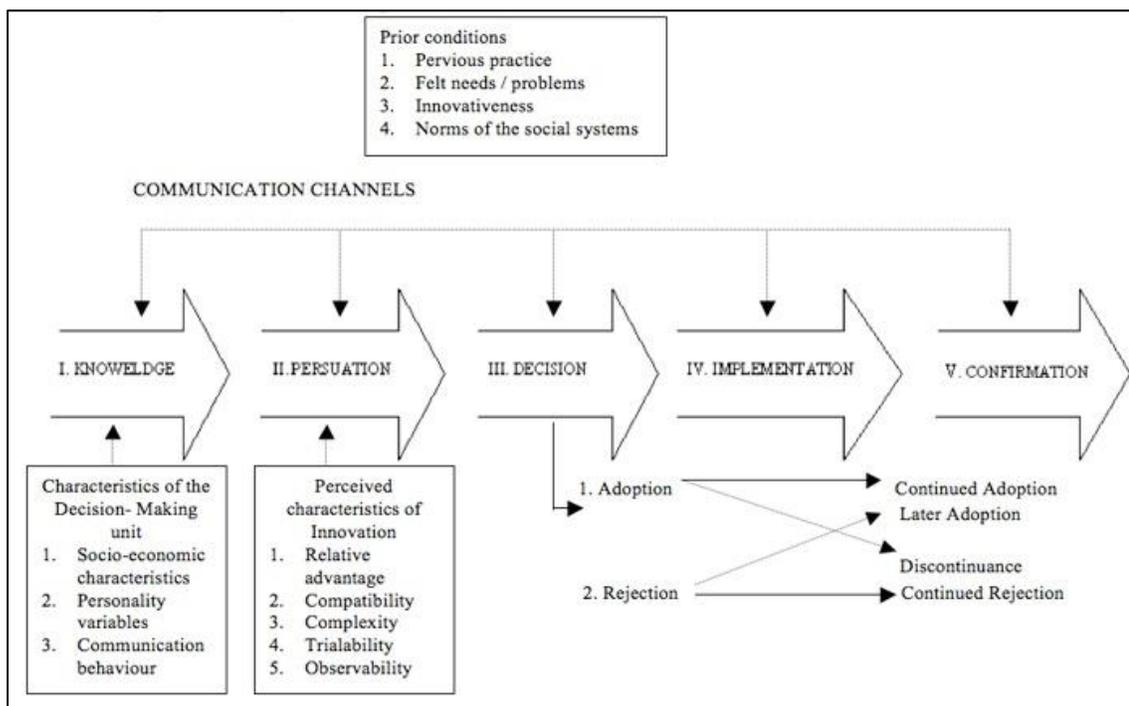 Prior conditions
1. Pervious practice
2. Felt needs / problems
3. Innovativeness
4. Norms of the social systems
COMMUNICATION CHANNELS
I. KNOWELDGE
II. PERSUATION
III. DECISION
IV. IMPLEMENTATION
V. CONFIRMATION
Characteristics of the
Decision- Making
unit
1. Socio-economic
characteristics
2. Personality
variables
3. Communication
behaviour
Perceived
characteristics of
Innovation
1. Relative
advantage
2. Compatibility
3. Complexity
4. Trialability
5. Observability
1. Adoption
2. Rejection
Continued Adoption
Later Adoption
Discontinuance
Continued Rejection